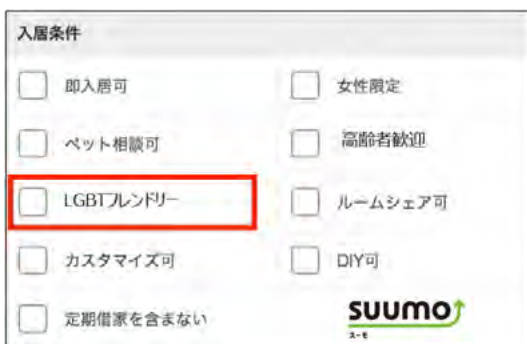 入居条件
即入居可
女性限定
ペット相談可
高齢者歓迎
LGBTフレンドリー
ルームシェア可
カスタマイズ可
DIY可
定期借家を含まない
SUUMO
スーモ